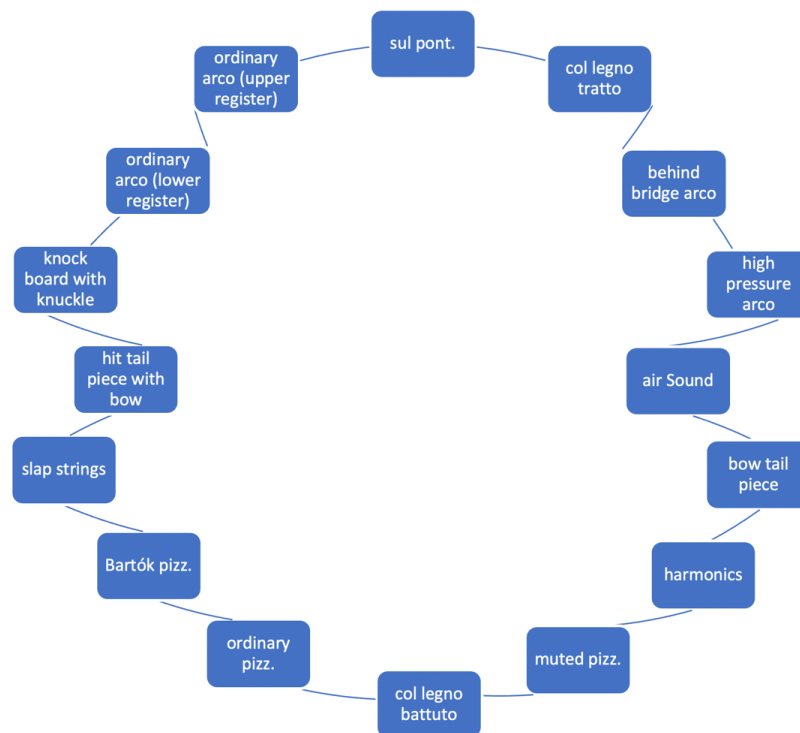 sul pont.
col legno
tratto
behind
bridge arco
high
pressure
arco
air Sound
bow tail
piece
harmonics
muted pizz.
col legno
battuto
ordinary
pizz.
Bartók pizz.
slap strings
hit tail
piece with
bow
knock
board with
knuckle
ordinary
arco (lower
register)
ordinary
arco (upper
register)